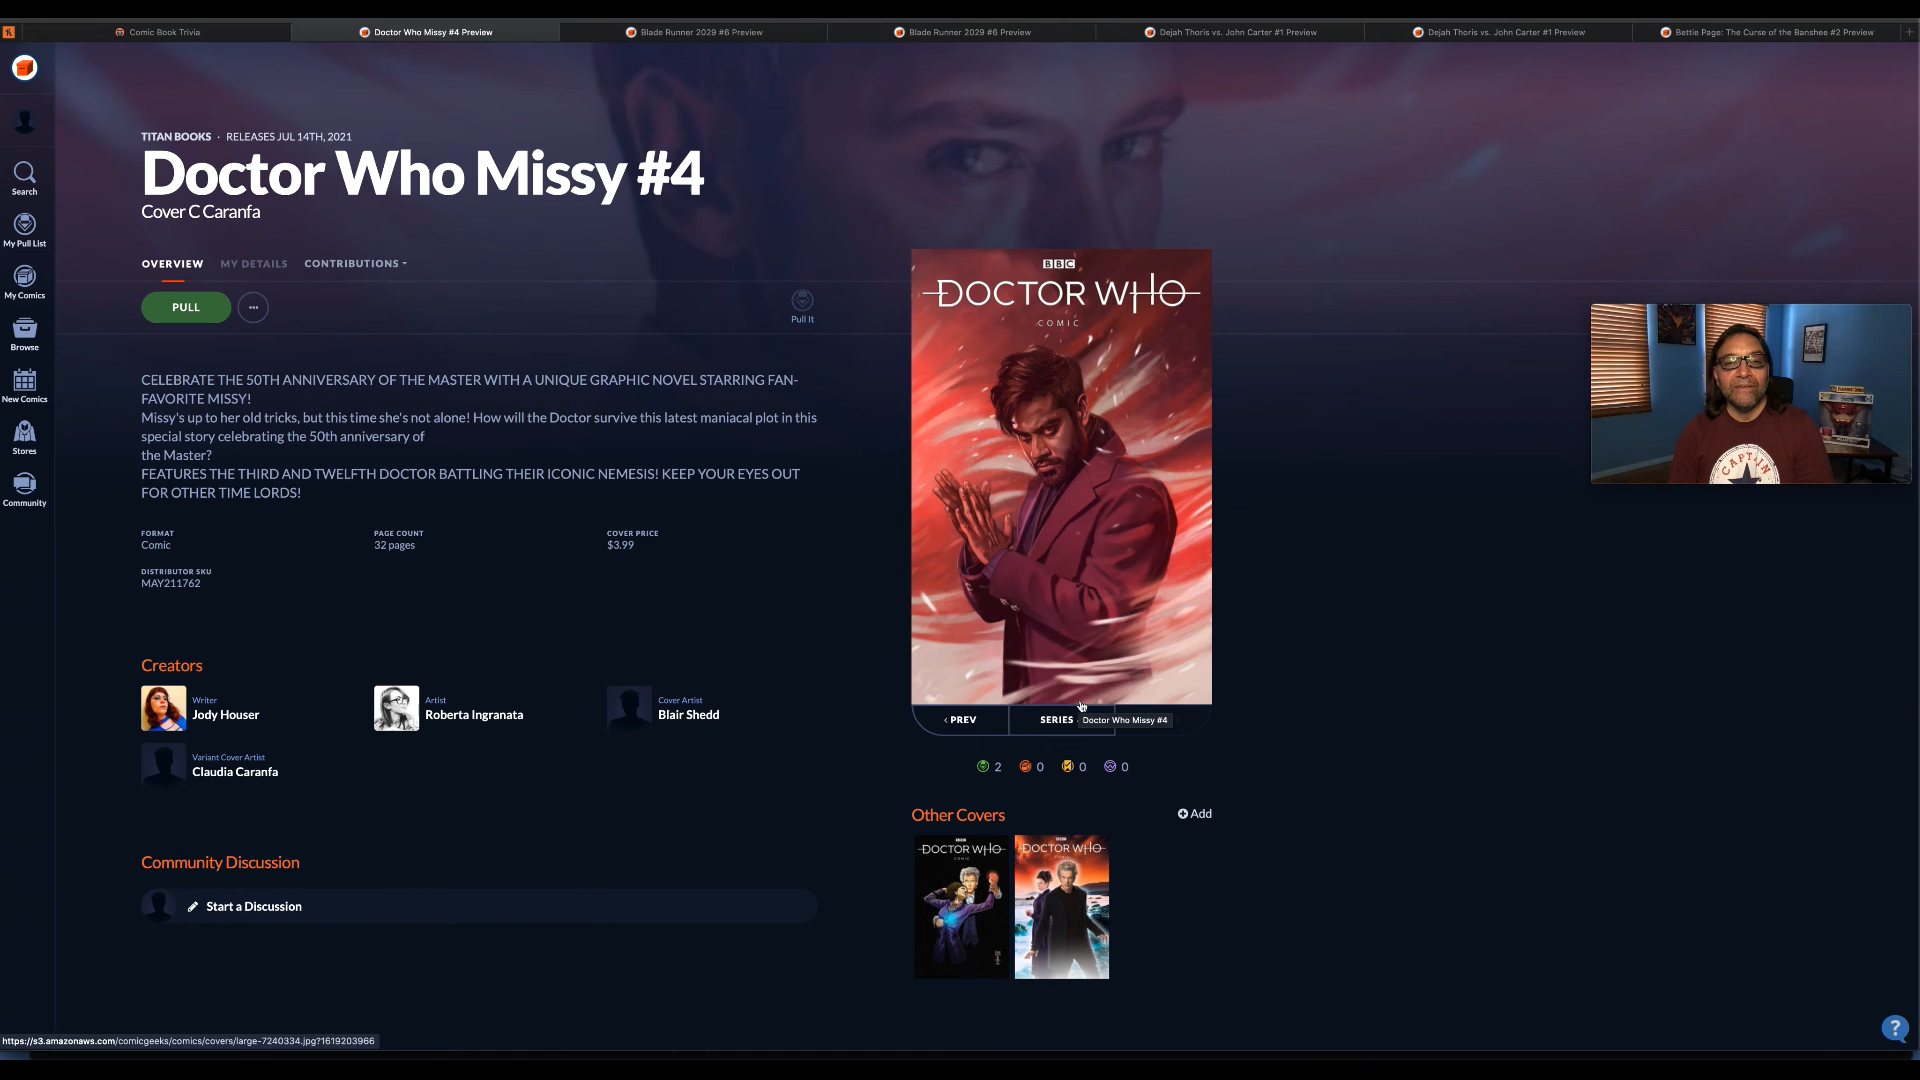 Comic Book Trivia
Doctor Who Missy #4 Preview
Blade Runner 2029 #6 Preview
Blade Runner 2029 #6 Preview
Dejah Thoris vs. John Carter #1 Preview
Dejah Thoris vs. John Carter #1 Preview
Bettie Page: The Curse of the Banshee #2 Preview
Search
My Pull List
My Comics
Browse
New Comics
Stores
Community
TITAN BOOKS · RELEASES JUL 14TH, 2021
Doctor Who Missy #4
Cover C Caranfa
OVERVIEW MY DETAILS CONTRIBUTIONS
PULL
Pull It
CELEBRATE THE 50TH ANNIVERSARY OF THE MASTER WITH A UNIQUE GRAPHIC NOVEL STARRING FAN-
FAVORITE MISSY!
Missy's up to her old tricks, but this time she's not alone! How will the Doctor survive this latest maniacal plot in this
special story celebrating the 50th anniversary of
the Master?
FEATURES THE THIRD AND TWELFTH DOCTOR BATTLING THEIR ICONIC NEMESIS! KEEP YOUR EYES OUT
FOR OTHER TIME LORDS!
FORMAT PAGE COUNT COVER PRICE
Comic 32 pages $3.99
DISTRIBUTOR SKU
MAY211762
Creators
Writer
Jody Houser
Artist
Roberta Ingranata
Cover Artist
Blair Shedd
Variant Cover Artist
Claudia Caranfa
Community Discussion
Start a Discussion
BBC
DOCTOR WHO
COMIC
‹ PREV
SERIES
Doctor Who Missy #4
2 0 0 0
Other Covers
Add
DOCTOR WHO
COMIC
DOCTOR WHO
COMIC
CAPTAIN
https://s3.amazonaws.com/comicgeeks/comics/covers/large-7240334.jpg?1619203966
?